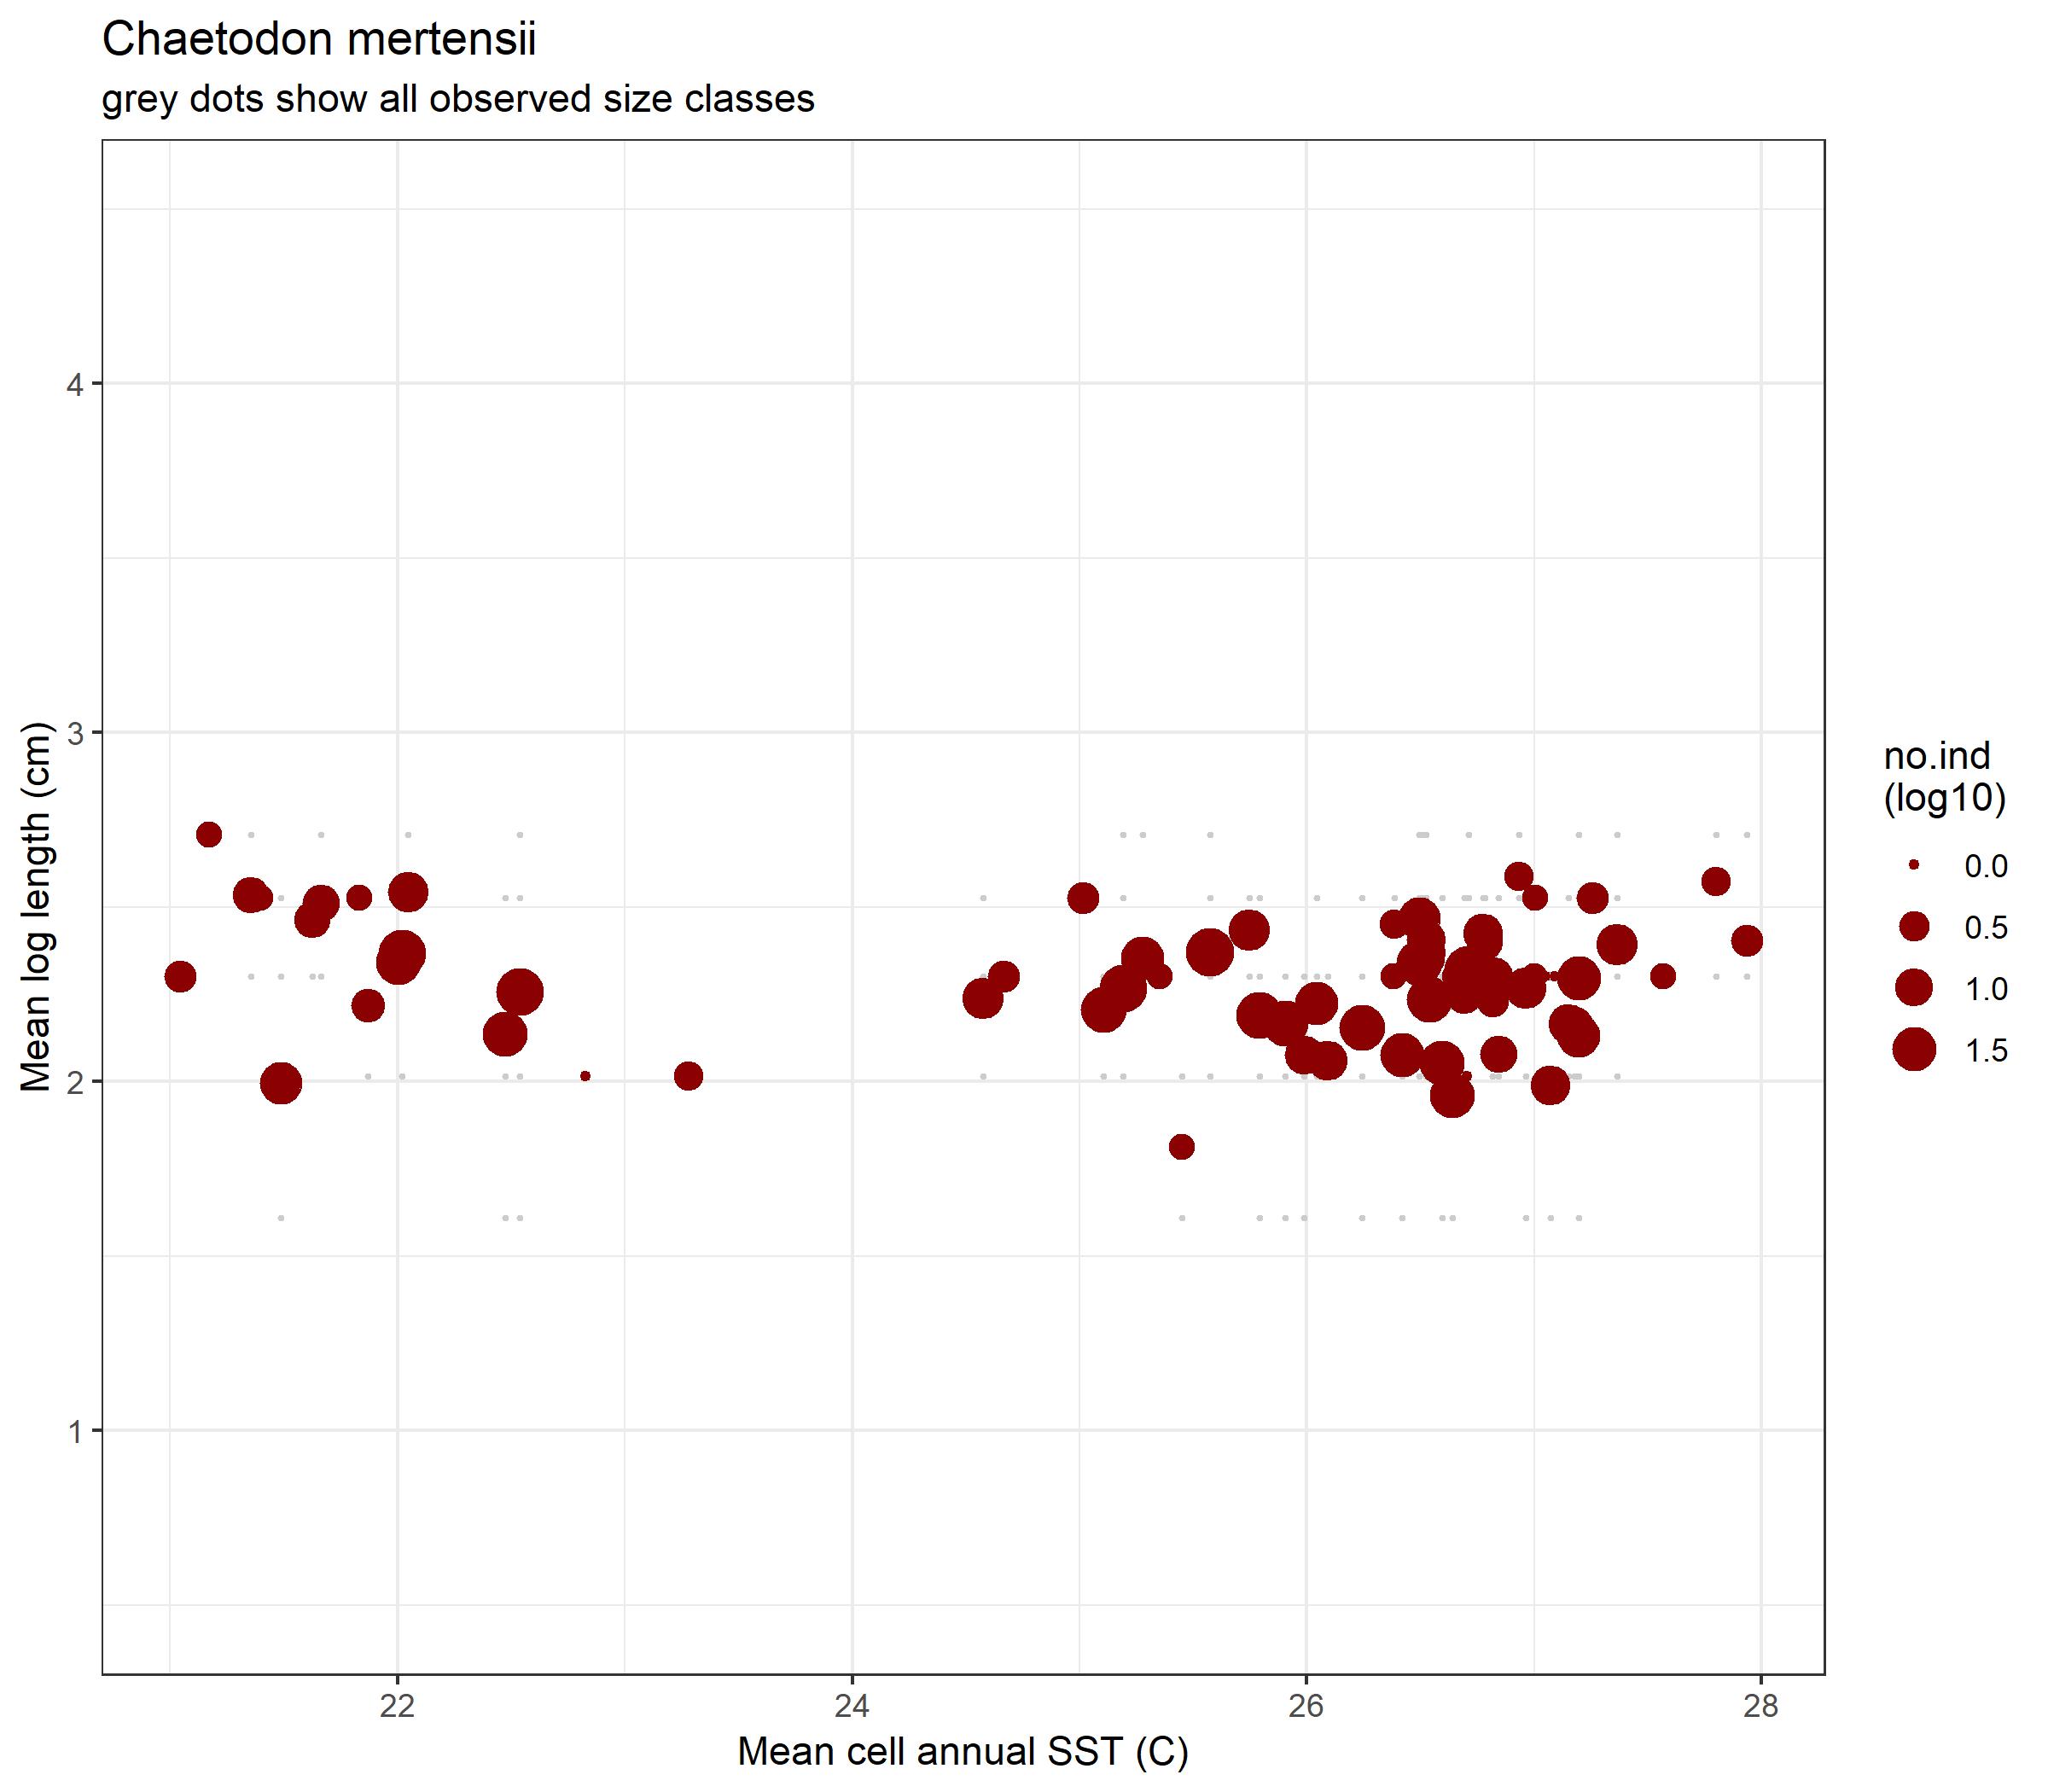 Chaetodon mertensii
grey dots show all observed size classes
4
3
2
1
Mean log length (cm)
22
24
26
28
Mean cell annual SST (C)
no.ind
(log10)
0.0
0.5
1.0
1.5